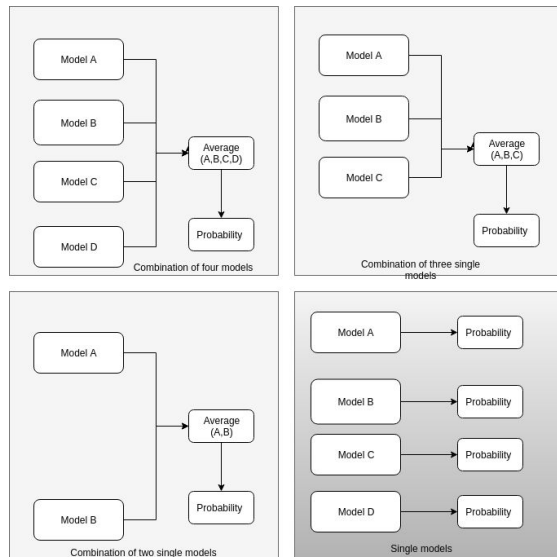 Model A
Model B
Model C
Model D
Average
(A,B,C,D)
Probability
Combination of four models
Model A
Model B
Model C
Average
(A,B,C)
Probability
Combination of three single
models
Model A
Model B
Average
(A,B)
Probability
Combination of two single models
Model A
Probability
Model B
Probability
Model C
Probability
Model D
Probability
Single models